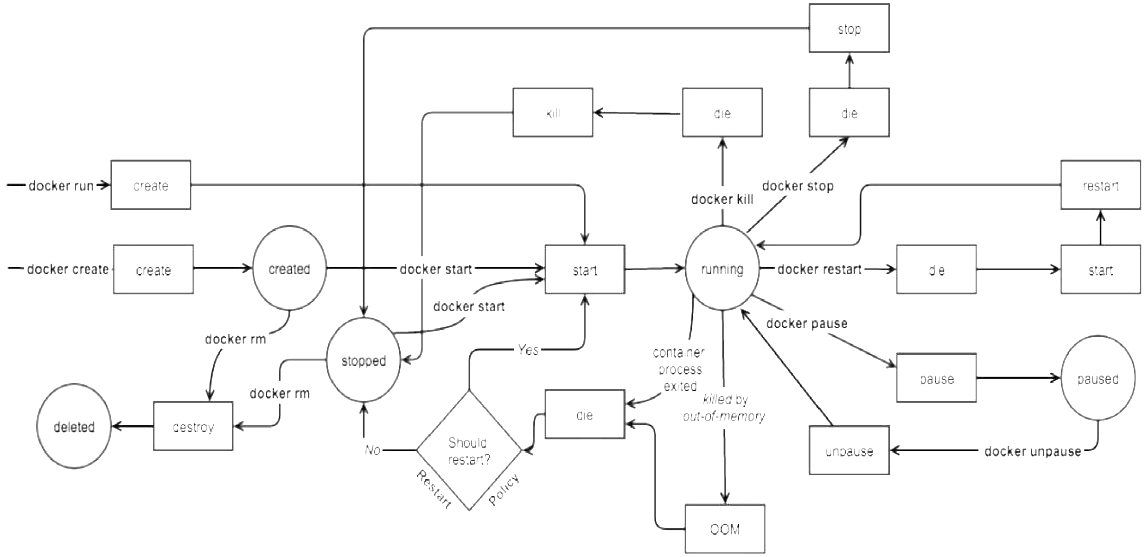 stop
kill
die
die
docker run
create
docker kill
docker stop
restart
docker create
create
created
docker start
start
running
docker restart
die
start
docker start
docker rm
stopped
Yes
docker pause
container
process
exited
pause
paused
docker rm
deleted
destroy
die
killed by
out-of-memory
No
Should
restart?
Restart
Policy
unpause
docker unpause
OOM